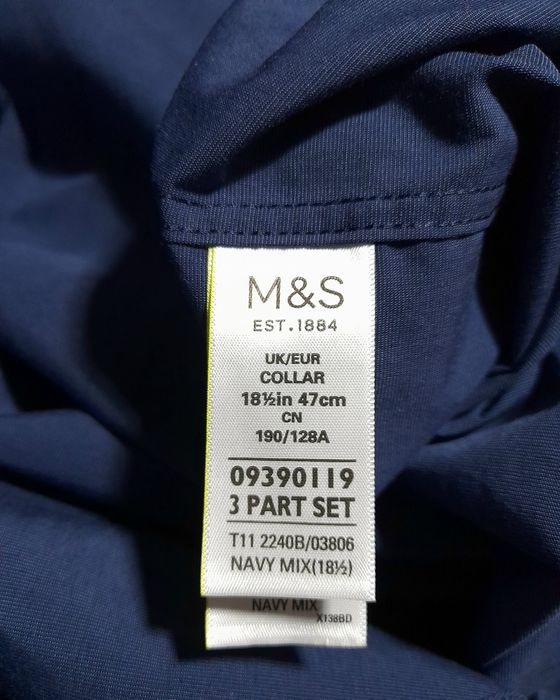 M&S
EST.1884
UK/EUR
COLLAR
18½in 47cm
CN
190/128A
09390119
3 PART SET
T11 2240B/03806
NAVY MIX(18½)
NAVY MIX
X138BD